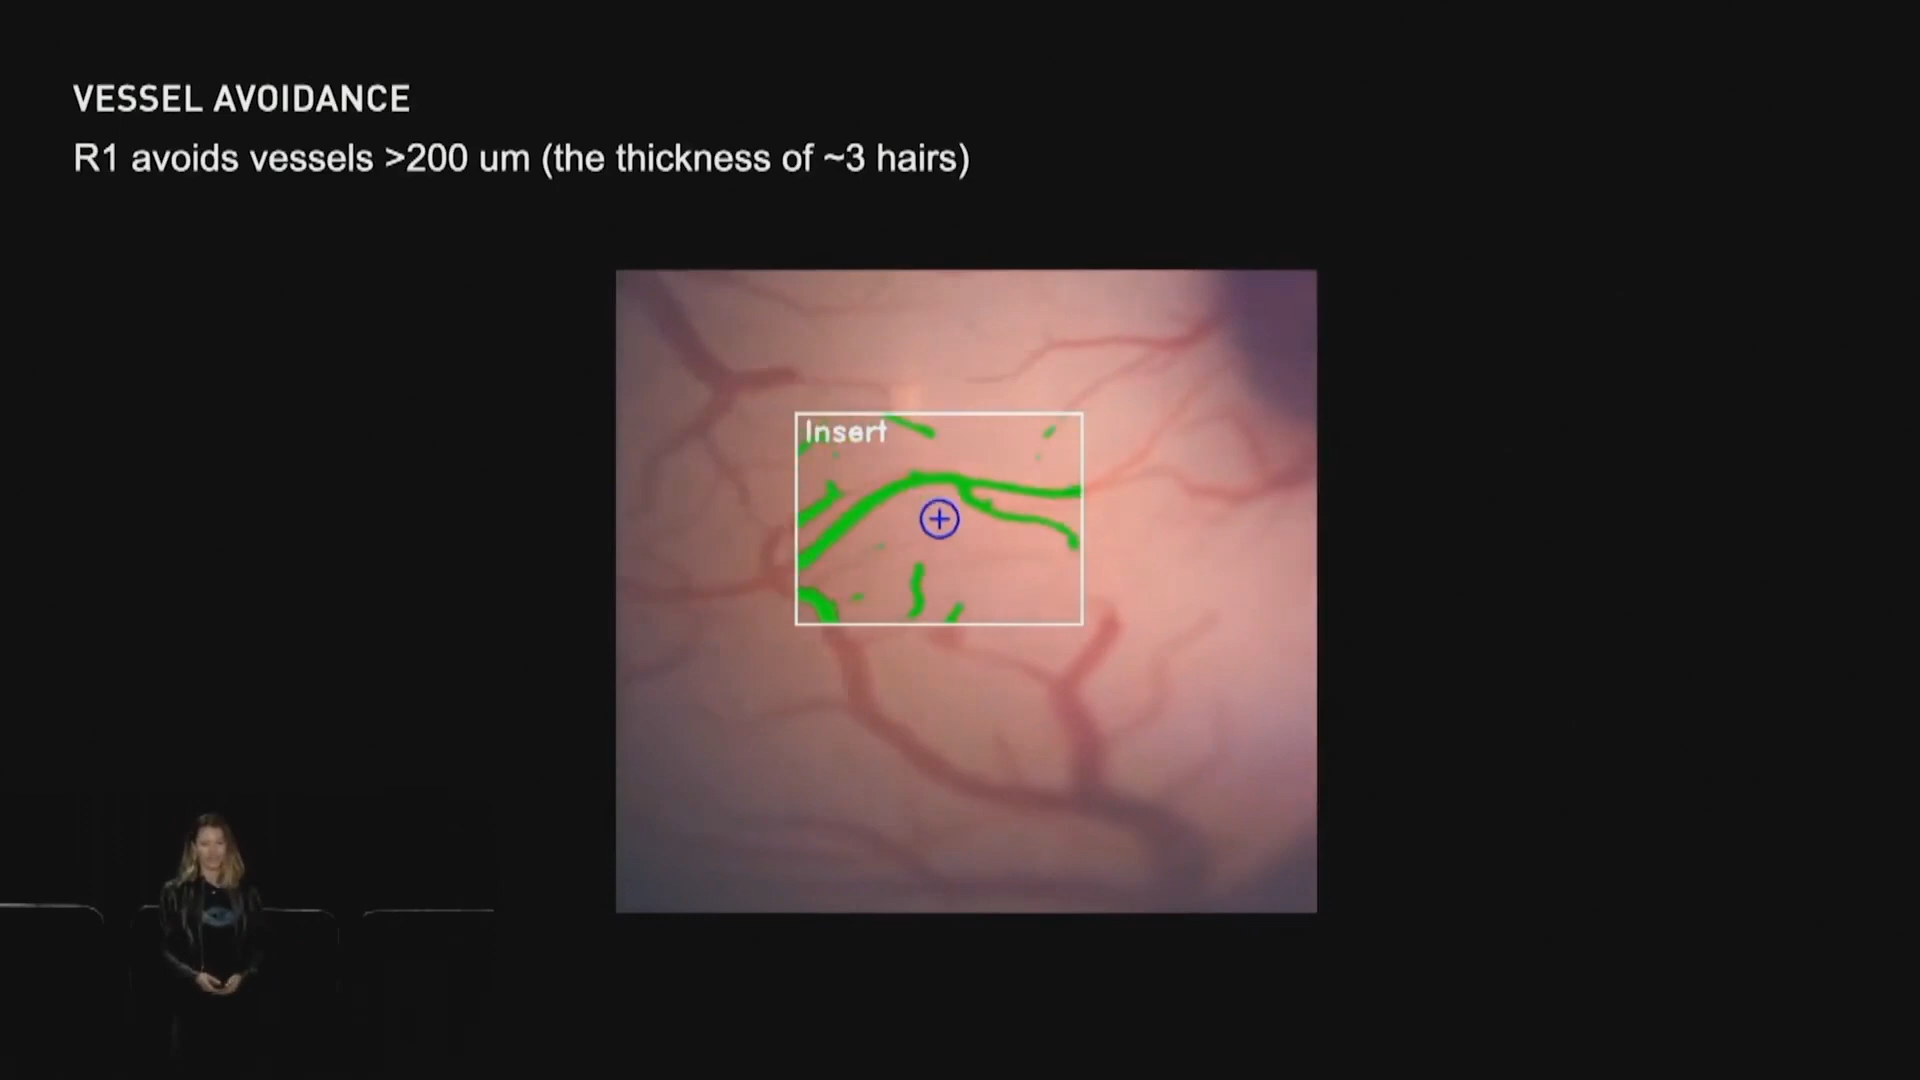 VESSEL AVOIDANCE
R1 avoids vessels >200 um (the thickness of ~3 hairs)
Insert